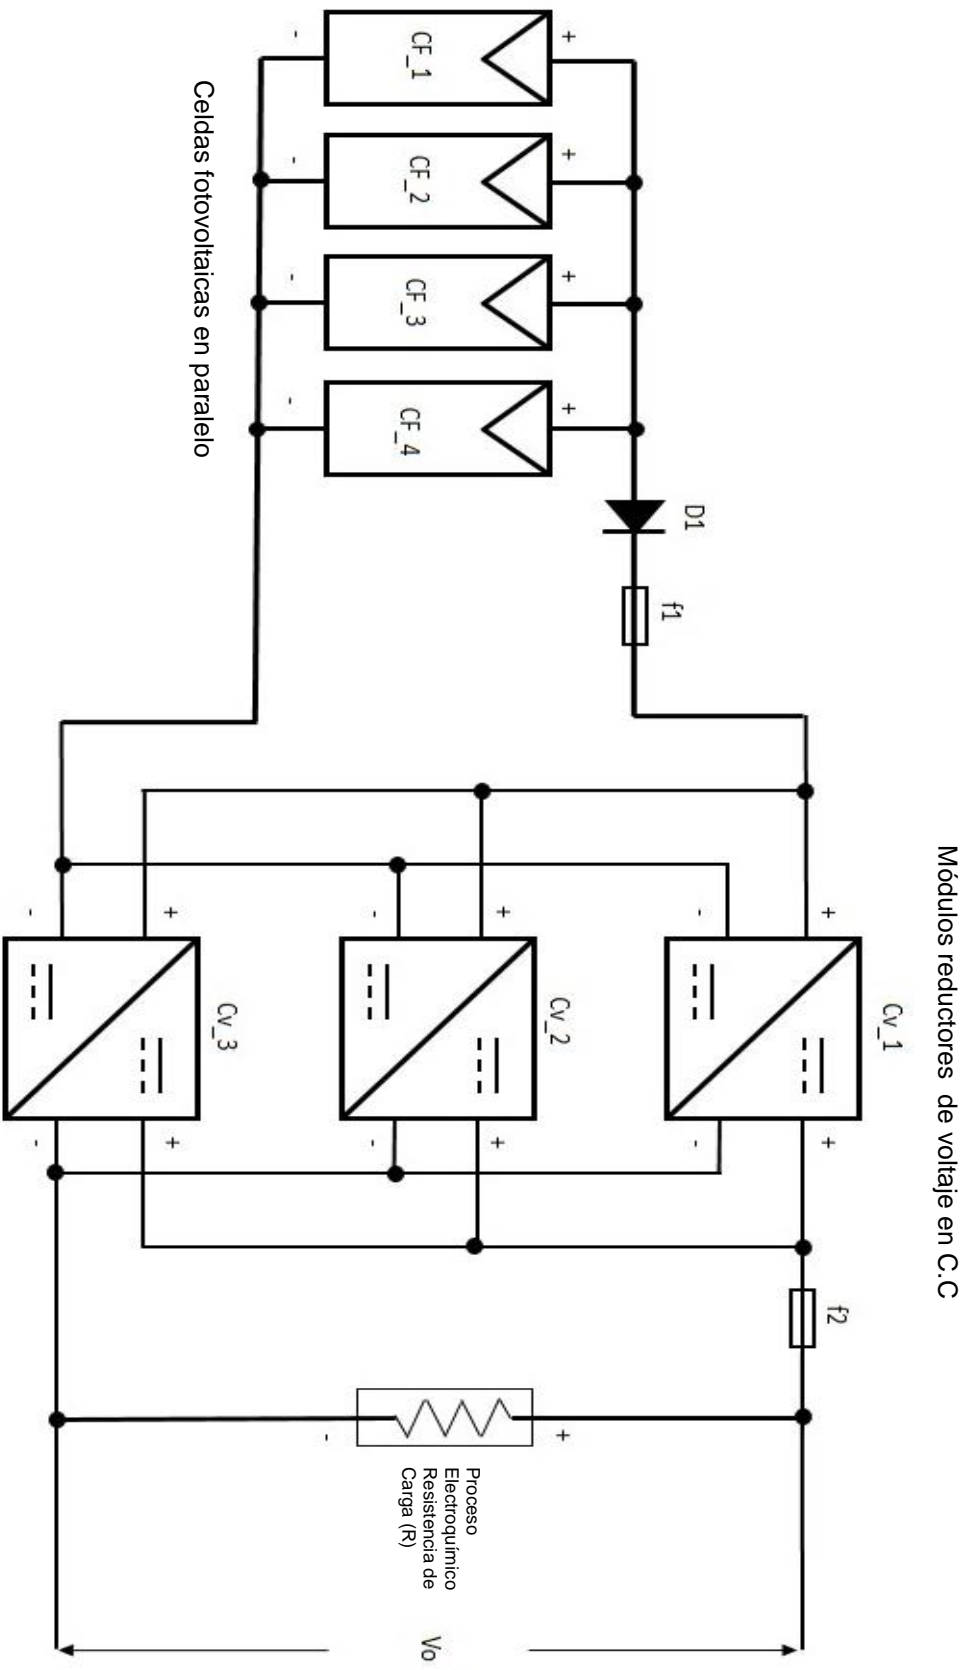 Módulos reductores de voltaje en C.C
CF_1
+
-
CF_2
+
-
CF_3
+
-
CF_4
+
-
Celdas fotovoltaicas en paralelo
D1
f1
Cv_1
+
-
+
-
Cv_2
+
-
+
-
Cv_3
+
-
+
-
f2
+
-
Proceso
Electroquímico
Resistencia de
Carga (R)
Vo